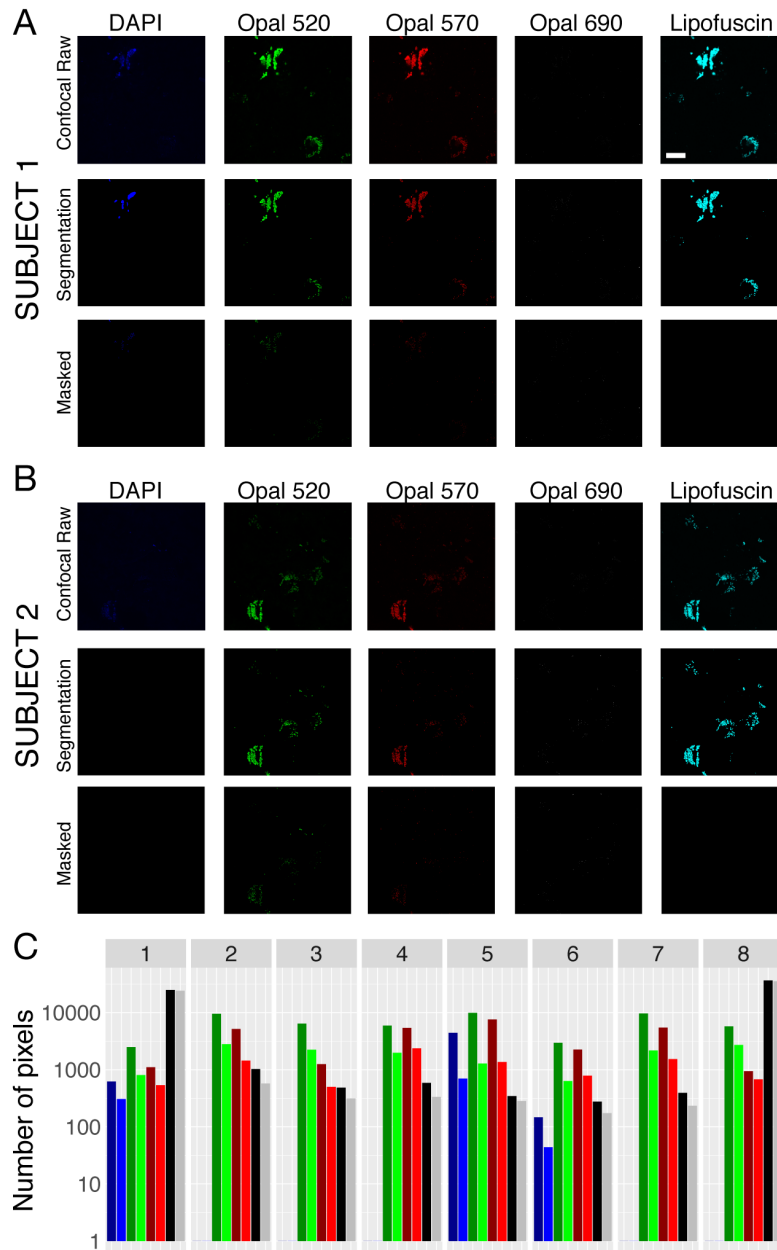 A
DAPI Opal 520 Opal 570 Opal 690 Lipofuscin
SUBJECT 1
Confocal Raw
Segmentation
Masked
B
DAPI Opal 520 Opal 570 Opal 690 Lipofuscin
SUBJECT 2
Confocal Raw
Segmentation
Masked
C
1 2 3 4 5 6 7 8
Number of pixels
10000
1000
100
10
1